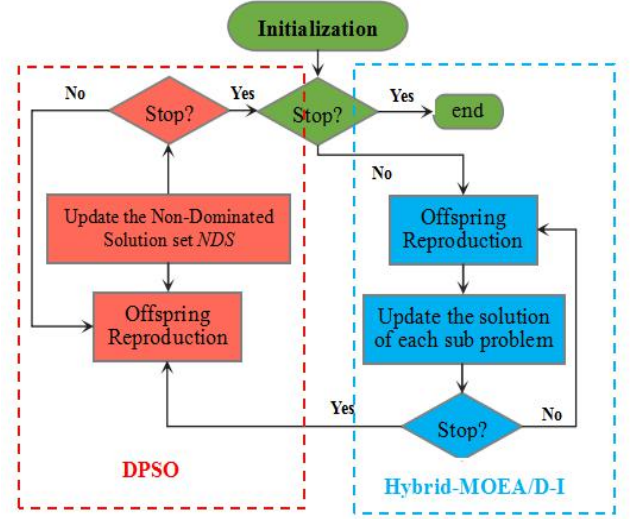 Initialization
No
Stop?
Yes
Stop?
Yes
end
No
Update the Non-Dominated
Solution set NDS
Offspring
Reproduction
Offspring
Reproduction
Update the solution
of each sub problem
Yes
Stop?
No
DPSO
Hybrid-MOEA/D-I